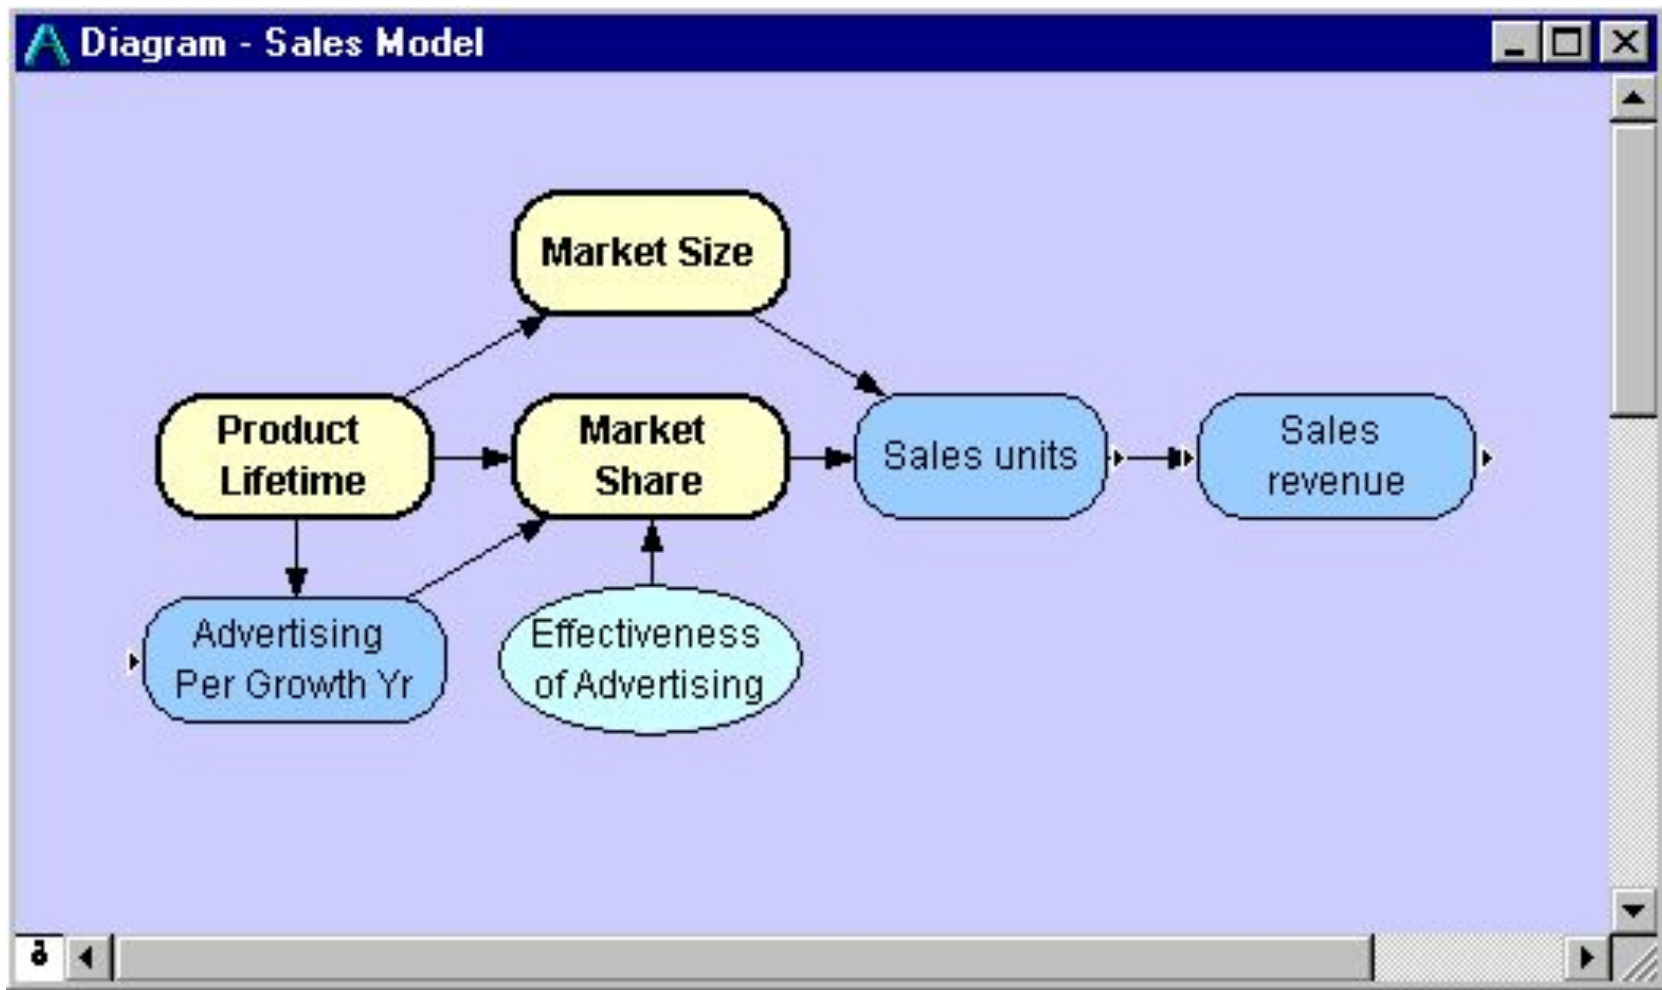 Diagram - Sales Model
Market Size
Product
Lifetime
Market
Share
Sales units
Sales
revenue
Advertising
Per Growth Yr
Effectiveness
of Advertising